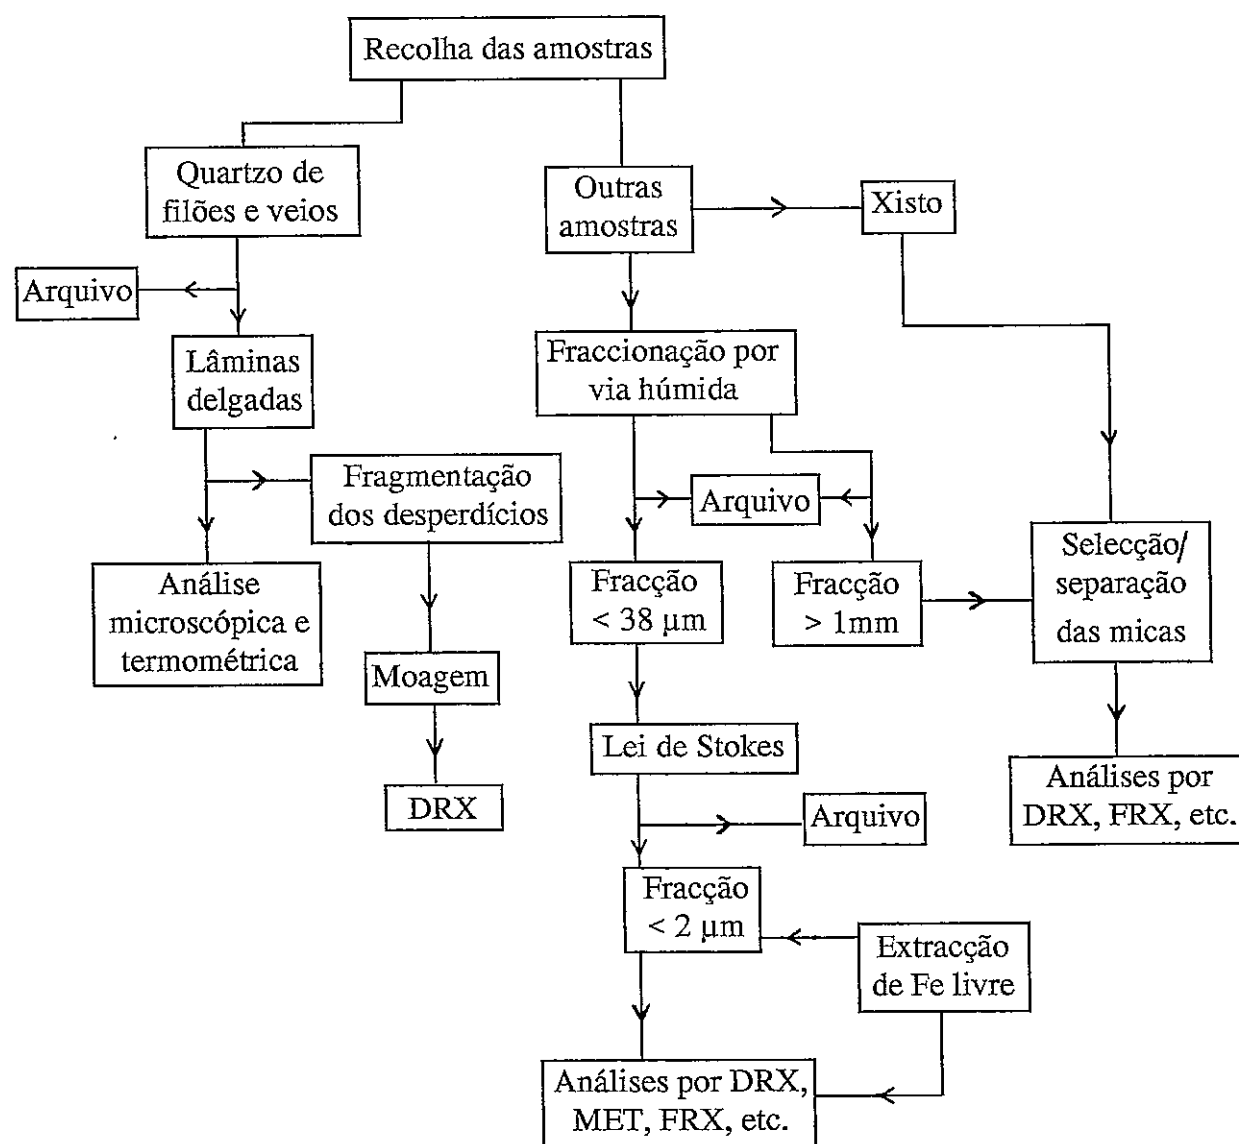 Recolha das amostras
Quartzo de
filões e veios
Outras
amostras
Xisto
Arquivo
Lâminas
delgadas
Fraccionação por
via húmida
Fragmentação
dos desperdícios
Arquivo
Análise
microscópica e
termométrica
Fracção
< 38 µm
Fracção
> 1mm
Selecção/
separação
das micas
Moagem
Lei de Stokes
DRX
Arquivo
Análises por
DRX, FRX, etc.
Fracção
< 2 µm
Extracção
de Fe livre
Análises por DRX,
MET, FRX, etc.